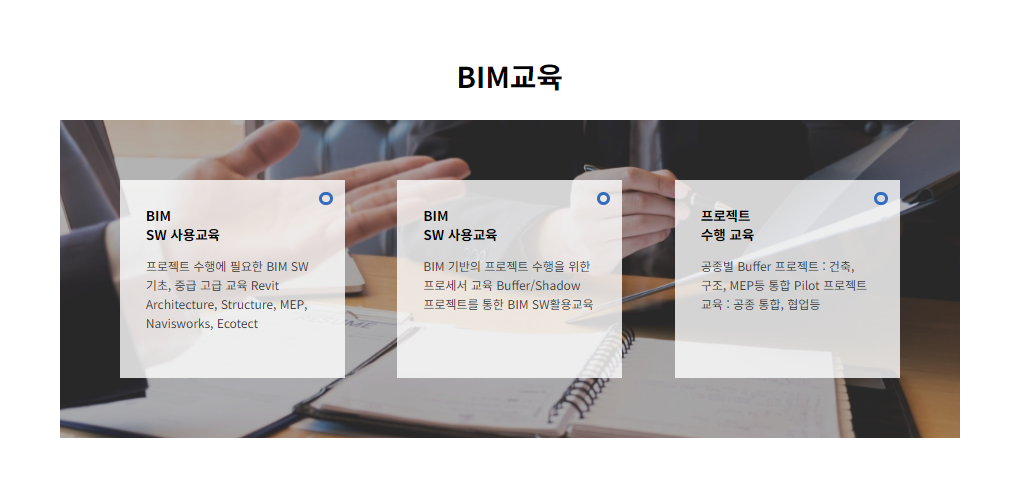 BIM교육
BIM
SW 사용교육
프로젝트 수행에 필요한 BIM SW
기초, 중급 고급 교육 Revit
Architecture, Structure, MEP,
Navisworks, Ecotect
BIM
SW 사용교육
BIM 기반의 프로젝트 수행을 위한
프로세서 교육 Buffer/Shadow
프로젝트를 통한 BIM SW활용교육
프로젝트
수행 교육
공종별 Buffer 프로젝트 : 건축,
구조, MEP등 통합 Pilot 프로젝트
교육 : 공종 통합, 협업등